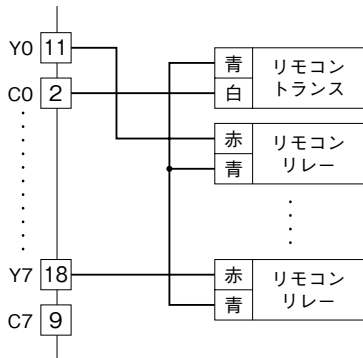 Y0 11
C0 2
Y7 18
C7 9
青
白
リモコン
トランス
赤
青
リモコン
リレー
赤
青
リモコン
リレー